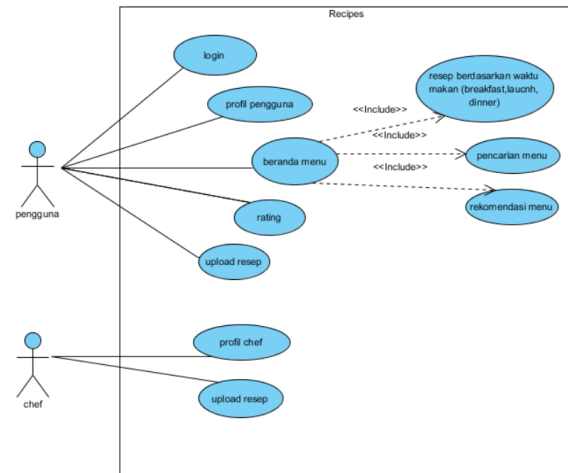 Recipes
login
profil pengguna
beranda menu
rating
upload resep
pengguna
<<Include>>
<<Include>>
<<Include>>
resep berdasarkan waktu
makan (breakfast,laucnh,
dinner)
pencarian menu
rekomendasi menu
profil chef
upload resep
chef